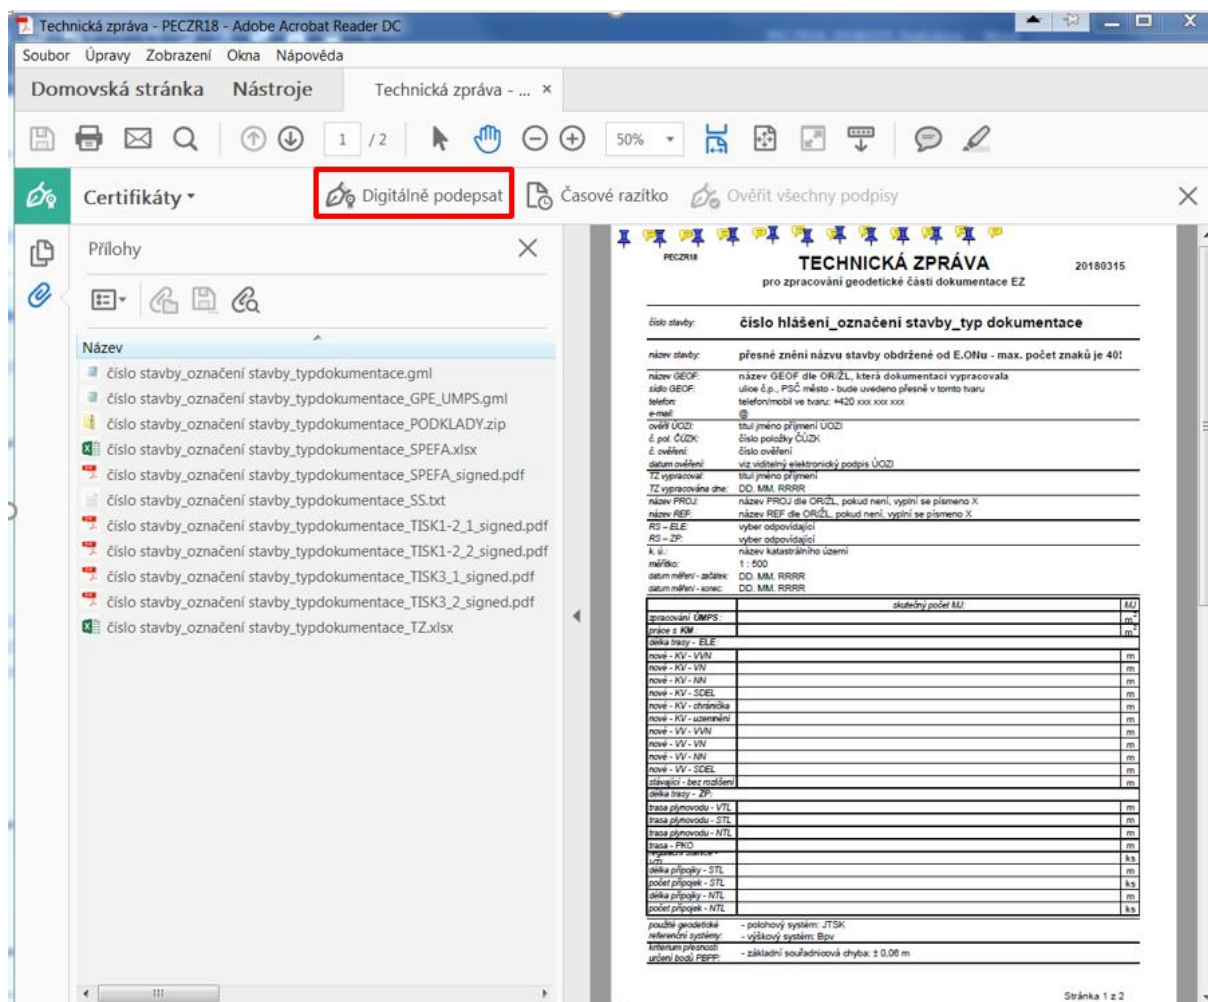 Technická zpráva - PECZR18 - Adobe Acrobat Reader DC
Soubor Úpravy Zobrazení Okna Nápověda
Domovská stránka Nástroje Technická zpráva - ... ×
1 / 2 50%
Certifikáty Digitálně podepsat Časové razítko Ověřit všechny podpisy
Přílohy
Název
číslo stavby_označení stavby_typdokumentace.gml
číslo stavby_označení stavby_typdokumentace_GPE_UMPS.gml
číslo stavby_označení stavby_typdokumentace_PODKLADY.zip
číslo stavby_označení stavby_typdokumentace_SPEFA.xlsx
číslo stavby_označení stavby_typdokumentace_SPEFA_signed.pdf
číslo stavby_označení stavby_typdokumentace_SS.txt
číslo stavby_označení stavby_typdokumentace_TISK1-2_1_signed.pdf
číslo stavby_označení stavby_typdokumentace_TISK1-2_2_signed.pdf
číslo stavby_označení stavby_typdokumentace_TISK3_1_signed.pdf
číslo stavby_označení stavby_typdokumentace_TISK3_2_signed.pdf
číslo stavby_označení stavby_typdokumentace_TZ.xlsx
PECZR18
TECHNICKÁ ZPRÁVA 20180315
pro zpracování geodetické části dokumentace EZ
číslo stavby: číslo hlášení_označení stavby_typ dokumentace
název stavby: přesné znění názvu stavby obdržené od E.ONu - max. počet znaků je 40!
název GEOF: název GEOF dle OR/ŽL, která dokumentaci vypracovala
sídlo GEOF: ulice č.p., PSČ město - bude uvedeno přesně v tomto tvaru
telefon: telefon/mobil ve tvaru: +420 xxx xxx xxx
e-mail: @
ověřil ÚOZI: titul jméno příjmení ÚOZI
č. pol. ČÚZK: číslo položky ČÚZK
č. ověření: číslo ověření
datum ověření: viz viditelný elektronický podpis ÚOZI
TZ vypracoval: titul jméno příjmení
TZ vypracována dne: DD. MM. RRRR
název PROJ: název PROJ dle OR/ŽL, pokud není, vyplní se písmeno X
název REF: název REF dle OR/ŽL, pokud není, vyplní se písmeno X
RS – ELE: vyber odpovídající
RS – ZP: vyber odpovídající
k. ú.: název katastrálního území
měřítko: 1 : 500
datum měření - začátek: DD. MM. RRRR
datum měření - konec: DD. MM. RRRR
skutečný počet MJ: MJ
zpracování ÚMPS: m2
práce s KM: m2
délka trasy - ELE:
nové - KV - VVN m
nové - KV - VN m
nové - KV - NN m
nové - KV - SDEL m
nové - KV - chránička m
nové - KV - uzemnění m
nové - VV - VVN m
nové - VV - VN m
nové - VV - NN m
nové - VV - SDEL m
stávající - bez rozlišení m
délka trasy - ZP:
trasa plynovodu - VTL m
trasa plynovodu - STL m
trasa plynovodu - NTL m
trasa - PKO m
ks
délka přípojky - STL m
počet přípojek - STL ks
délka přípojky - NTL m
počet přípojek - NTL ks
použité geodetické - polohový systém: JTSK
referenční systémy: - výškový systém: Bpv
kriterium přesnosti
určení bodů PBPP: - základní souřadnicová chyba: ± 0,06 m
Stránka 1 z 2